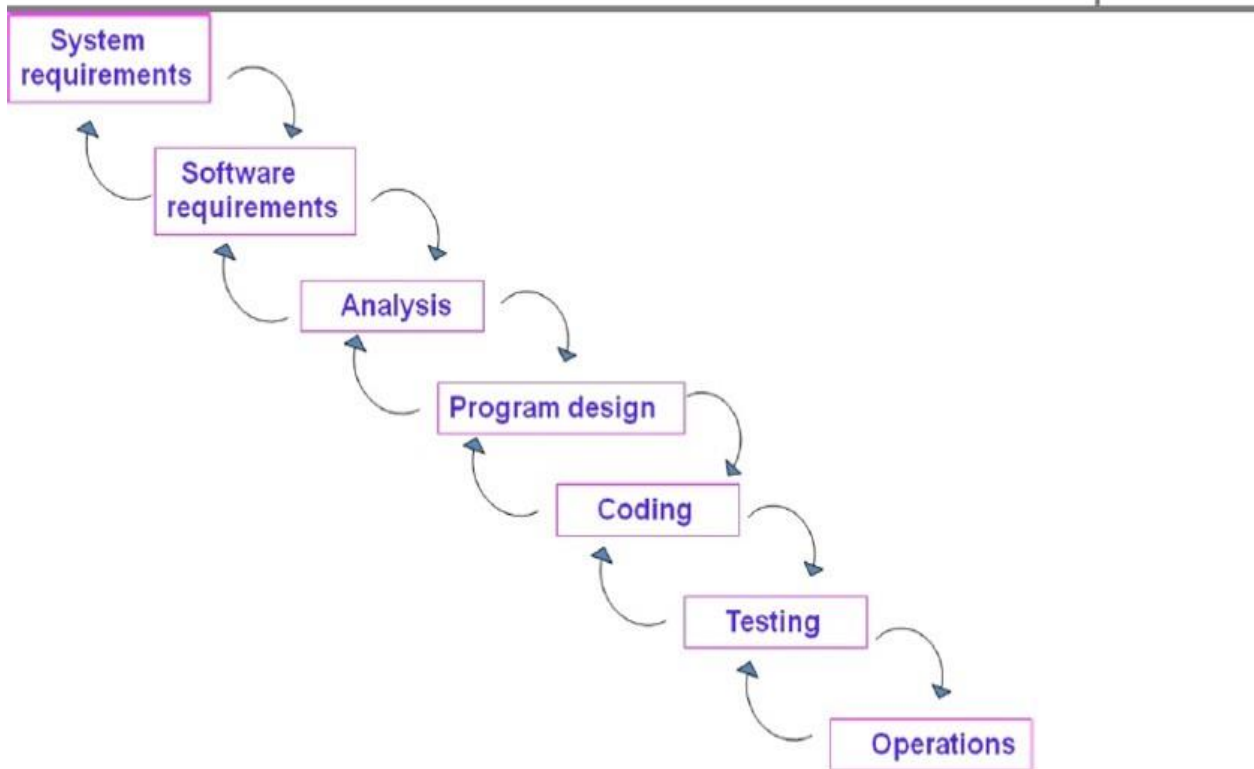 System
requirements
Software
requirements
Analysis
Program design
Coding
Testing
Operations